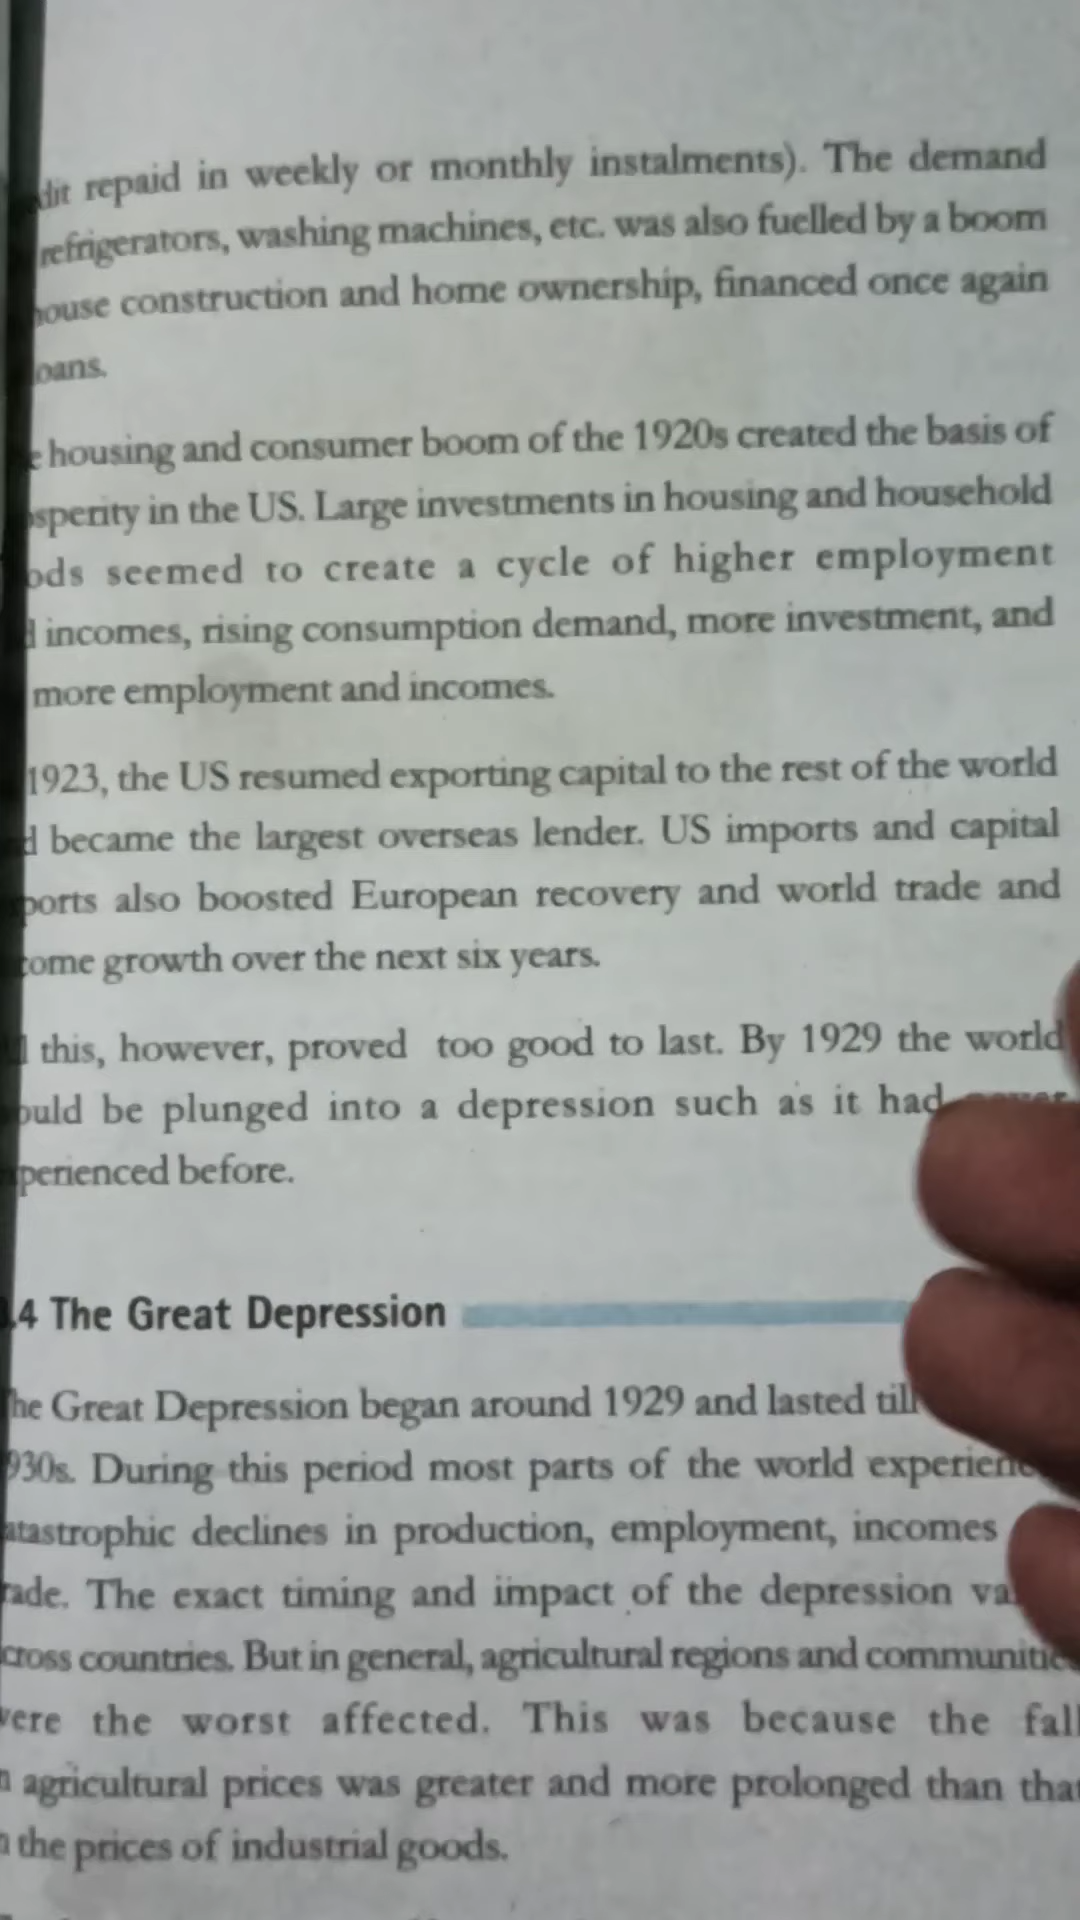 dit repaid in weekly or monthly instalments). The demand
refrigerators, washing machines, etc. was also fuelled by a boom
house construction and home ownership, financed once again
oans.
housing and consumer boom of the 1920s created the basis of
sperity in the US. Large investments in housing and household
ods seemed to create a cycle of higher employment
incomes, rising consumption demand, more investment, and
more employment and incomes.
1923, the US resumed exporting capital to the rest of the world
became the largest overseas lender. US imports and capital
ports also boosted European recovery and world trade and
come growth over the next six years.
this, however, proved too good to last. By 1929 the world
ould be plunged into a depression such as it had
perienced before.
.4 The Great Depression
he Great Depression began around 1929 and lasted till
930s. During this period most parts of the world experienc
atastrophic declines in production, employment, incomes
rade. The exact timing and impact of the depression va
cross countries. But in general, agricultural regions and communitie
were the worst affected. This was because the fall
agricultural prices was greater and more prolonged than that
the prices of industrial goods.